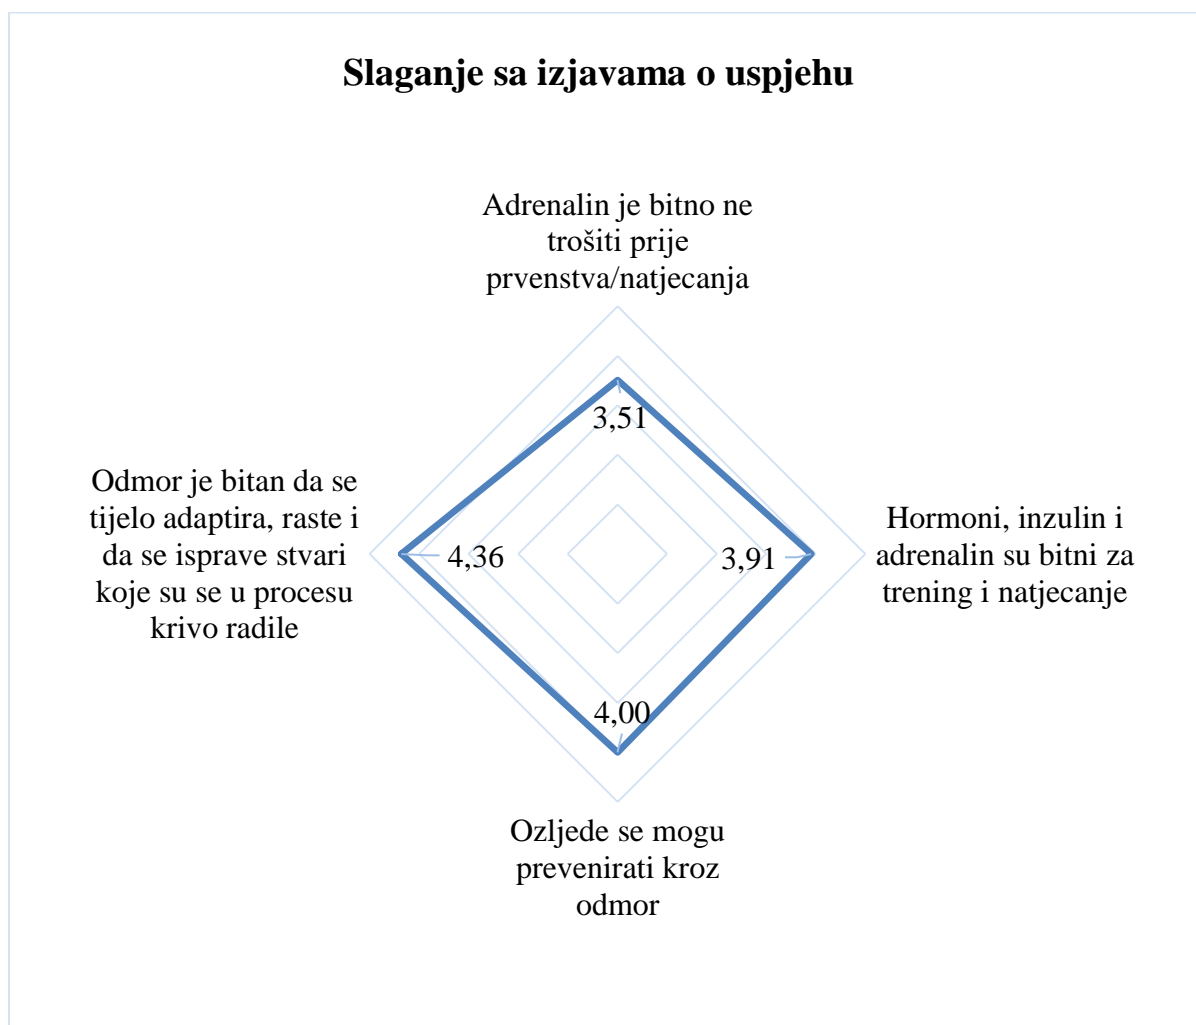 Slaganje sa izjavama o uspjehu
Adrenalin je bitno ne
trošiti prije
prvenstva/natjecanja
3,51
Hormoni, inzulin i
adrenalin su bitni za
trening i natjecanje
3,91
Ozljede se mogu
prevenirati kroz
odmor
4,00
Odmor je bitan da se
tijelo adaptira, raste i
da se isprave stvari
koje su se u procesu
krivo radile
4,36